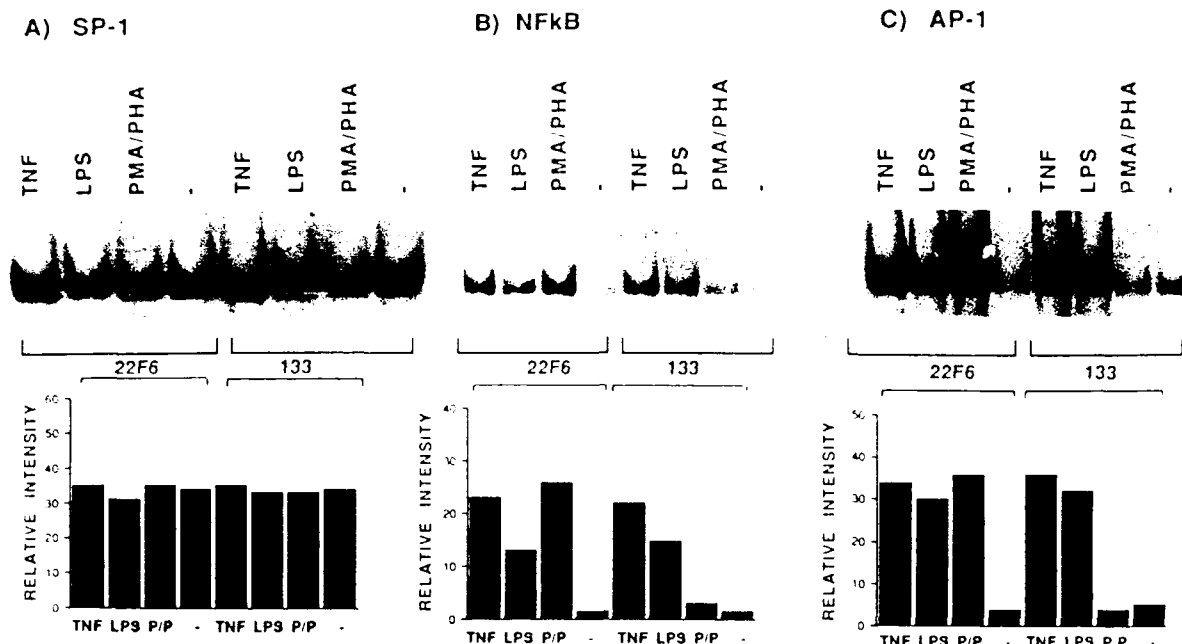 A) SP-1
TNF
LPS
PMA/PHA
-
TNF
LPS
PMA/PHA
-
22F6
133
RELATIVE INTENSITY
60
50
40
30
20
10
0
TNF LPS P/P - TNF LPS P/P -
B) NFkB
TNF
LPS
PMA/PHA
-
TNF
LPS
PMA/PHA
-
22F6
133
RELATIVE INTENSITY
40
30
20
10
0
TNF LPS P/P - TNF LPS P/P -
C) AP-1
TNF
LPS
PMA/PHA
-
TNF
LPS
PMA/PHA
-
22F6
133
RELATIVE INTENSITY
50
40
30
20
10
0
TNF LPS P/P - TNF LPS P/P -